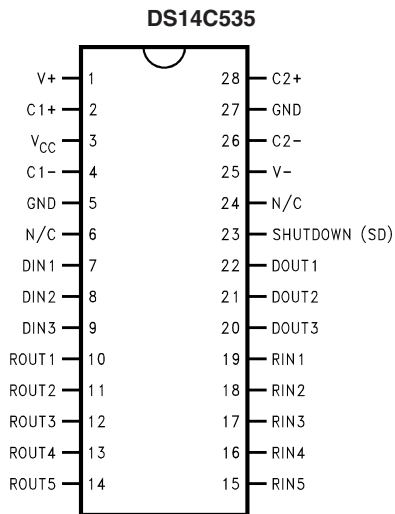 DS14C535
V+ 1 28 C2+
C1+ 2 27 GND
VCC 3 26 C2-
C1- 4 25 V-
GND 5 24 N/C
N/C 6 23 SHUTDOWN (SD)
DIN1 7 22 DOUT1
DIN2 8 21 DOUT2
DIN3 9 20 DOUT3
ROUT1 10 19 RIN1
ROUT2 11 18 RIN2
ROUT3 12 17 RIN3
ROUT4 13 16 RIN4
ROUT5 14 15 RIN5